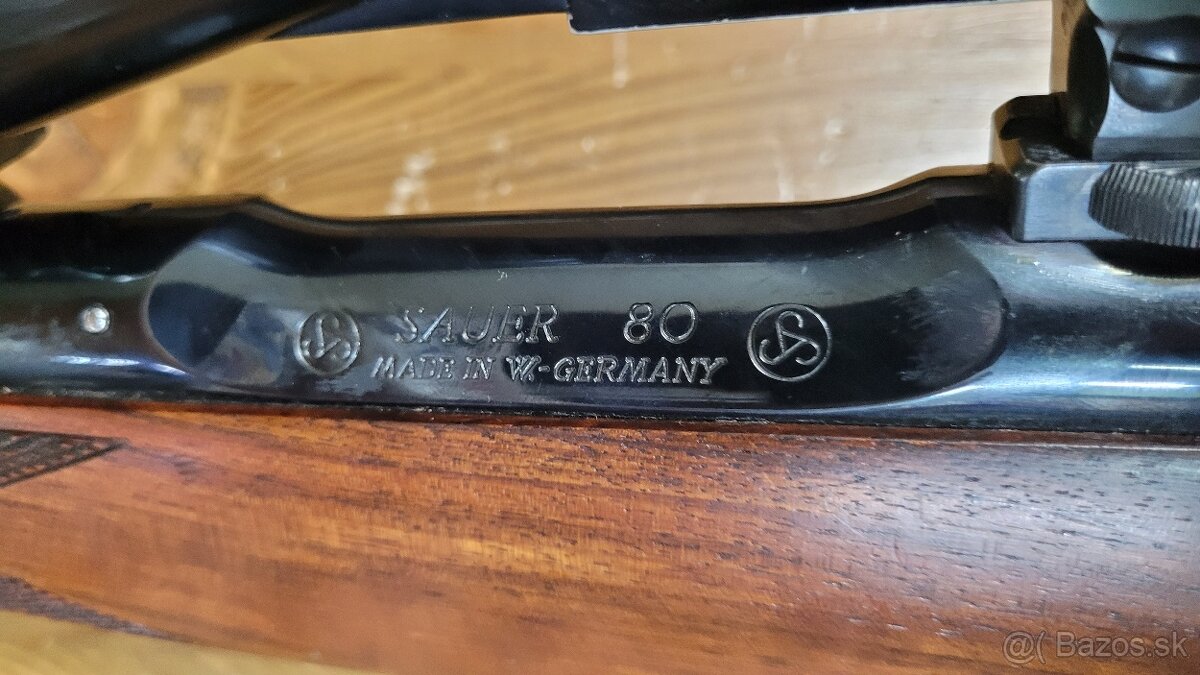 SAUER 80
MADE IN W.-GERMANY
@( Bazos.sk